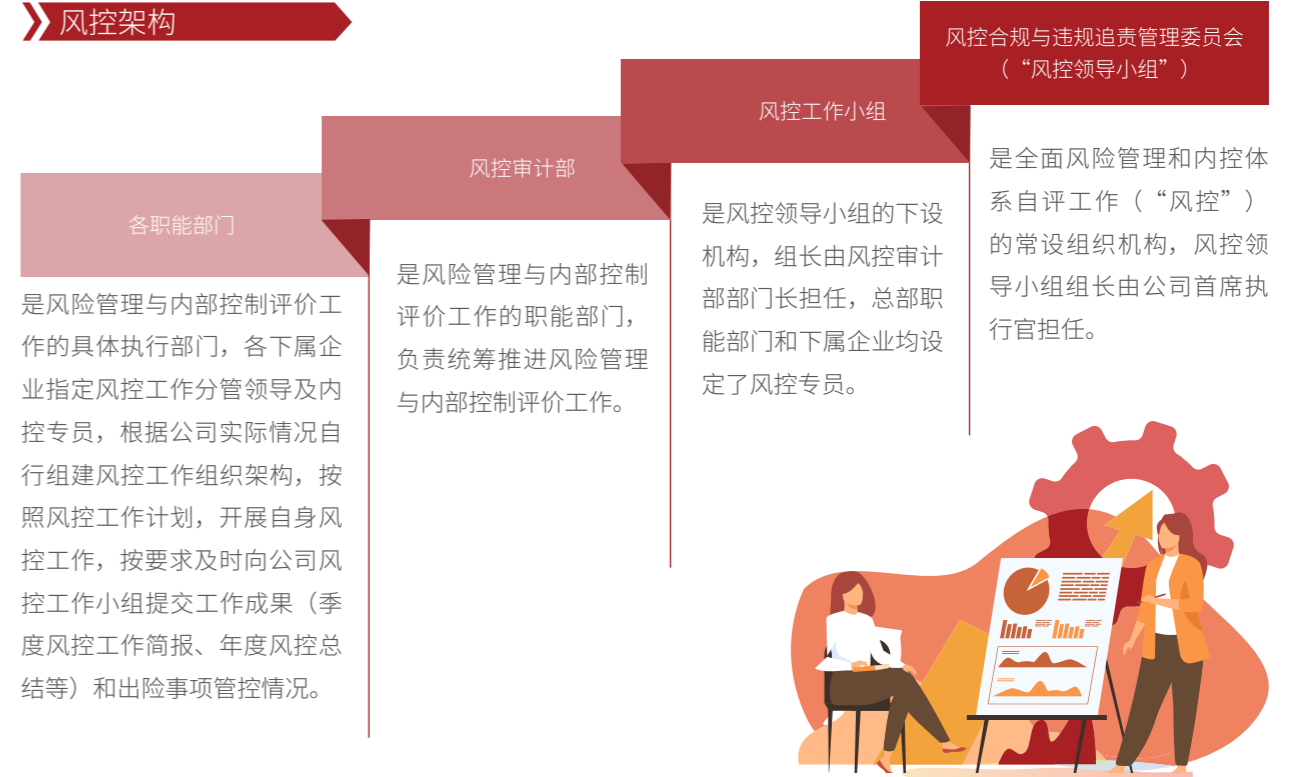 风控架构
各职能部门
是风险管理与内部控制评价工
作的具体执行部门，各下属企
业指定风控工作分管领导及内
控专员，根据公司实际情况自
行组建风控工作组织架构，按
照风控工作计划，开展自身风
控工作，按要求及时向公司风
控工作小组提交工作成果（季
度风控工作简报、年度风控总
结等）和出险事项管控情况。
风控审计部
是风险管理与内部控制
评价工作的职能部门，
负责统筹推进风险管理
与内部控制评价工作。
风控工作小组
是风控领导小组的下设
机构，组长由风控审计
部部门长担任，总部职
能部门和下属企业均设
定了风控专员。
风控合规与违规追责管理委员会
（“风控领导小组”）
是全面风险管理和内控体
系自评工作（“风控”）
的常设组织机构，风控领
导小组组长由公司首席执
行官担任。